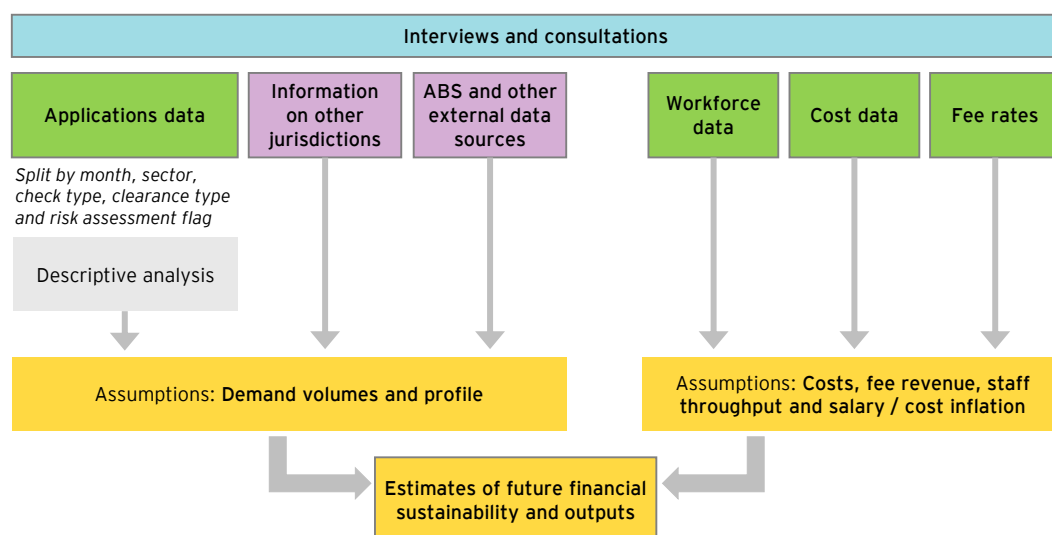 Interviews and consultations
Applications data
Information
on other
jurisdictions
ABS and other
external data
sources
Workforce
data
Cost data
Fee rates
Split by month, sector,
check type, clearance type
and risk assessment flag
Descriptive analysis
Assumptions: Demand volumes and profile
Assumptions: Costs, fee revenue, staff
throughput and salary / cost inflation
Estimates of future financial
sustainability and outputs